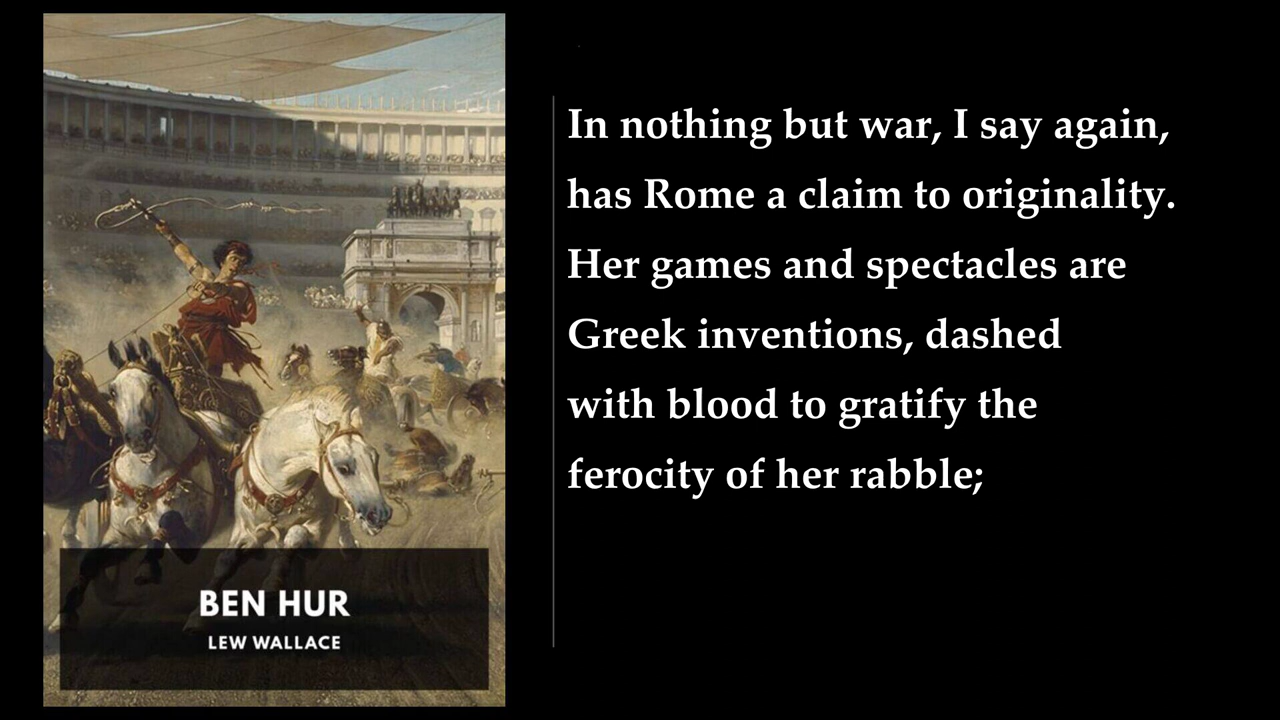 In nothing but war, I say again,
has Rome a claim to originality.
Her games and spectacles are
Greek inventions, dashed
with blood to gratify the
ferocity of her rabble;
BEN HUR
LEW WALLACE